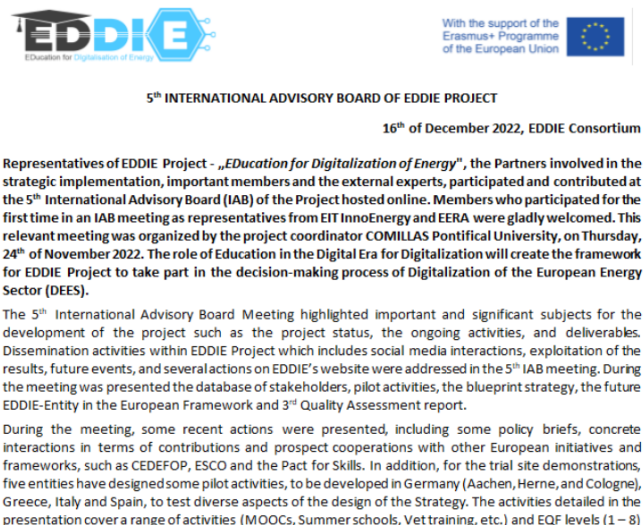 EDDIE
EDucation for Digitalisation of Energy
With the support of the
Erasmus+ Programme
of the European Union
5th INTERNATIONAL ADVISORY BOARD OF EDDIE PROJECT
16th of December 2022, EDDIE Consortium
Representatives of EDDIE Project - „EDucation for Digitalization of Energy", the Partners involved in the
strategic implementation, important members and the external experts, participated and contributed at
the 5th International Advisory Board (IAB) of the Project hosted online. Members who participated for the
first time in an IAB meeting as representatives from EIT InnoEnergy and EERA were gladly welcomed. This
relevant meeting was organized by the project coordinator COMILLAS Pontifical University, on Thursday,
24th of November 2022. The role of Education in the Digital Era for Digitalization will create the framework
for EDDIE Project to take part in the decision-making process of Digitalization of the European Energy
Sector (DEES).
The 5th International Advisory Board Meeting highlighted important and significant subjects for the
development of the project such as the project status, the ongoing activities, and deliverables.
Dissemination activities within EDDIE Project which includes social media interactions, exploitation of the
results, future events, and several actions on EDDIE's website were addressed in the 5th IAB meeting. During
the meeting was presented the database of stakeholders, pilot activities, the blueprint strategy, the future
EDDIE-Entity in the European Framework and 3rd Quality Assessment report.
During the meeting, some recent actions were presented, including some policy briefs, concrete
interactions in terms of contributions and prospect cooperations with other European initiatives and
frameworks, such as CEDEFOP, ESCO and the Pact for Skills. In addition, for the trial site demonstrations,
five entities have designed some pilot activities, to be developed in Germany (Aachen, Herne, and Cologne),
Greece, Italy and Spain, to test diverse aspects of the design of the Strategy. The activities detailed in the
presentation cover a range of activities (MOOCs, Summer schools, Vet training, etc.) and EQF levels (1 – 8)